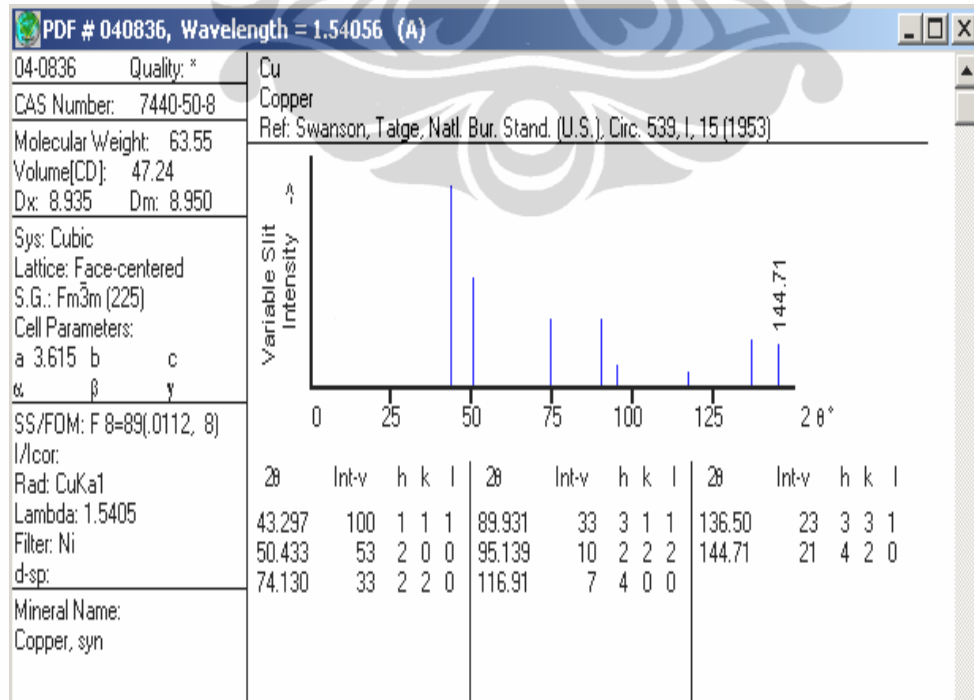 PDF # 040836, Wavelength = 1.54056 (A)
04-0836 Quality: *
CAS Number: 7440-50-8
Molecular Weight: 63.55
Volume[CD]: 47.24
Dx: 8.935 Dm: 8.950
Sys: Cubic
Lattice: Face-centered
S.G.: Fm3̅m (225)
Cell Parameters:
a 3.615 b c
α β γ
SS/FOM: F 8=89(.0112, 8)
I/Icor:
Rad: CuKa1
Lambda: 1.5405
Filter: Ni
d-sp:
Mineral Name:
Copper, syn
Cu
Copper
Ref: Swanson, Tatge, Natl. Bur. Stand. (U.S.), Circ. 539, I, 15 (1953)
Variable Slit
Intensity ->
144.71
0 25 50 75 100 125 2 θ°
2θ Int-v h k l 2θ Int-v h k l 2θ Int-v h k l
43.297 100 1 1 1 89.931 33 3 1 1 136.50 23 3 3 1
50.433 53 2 0 0 95.139 10 2 2 2 144.71 21 4 2 0
74.130 33 2 2 0 116.91 7 4 0 0